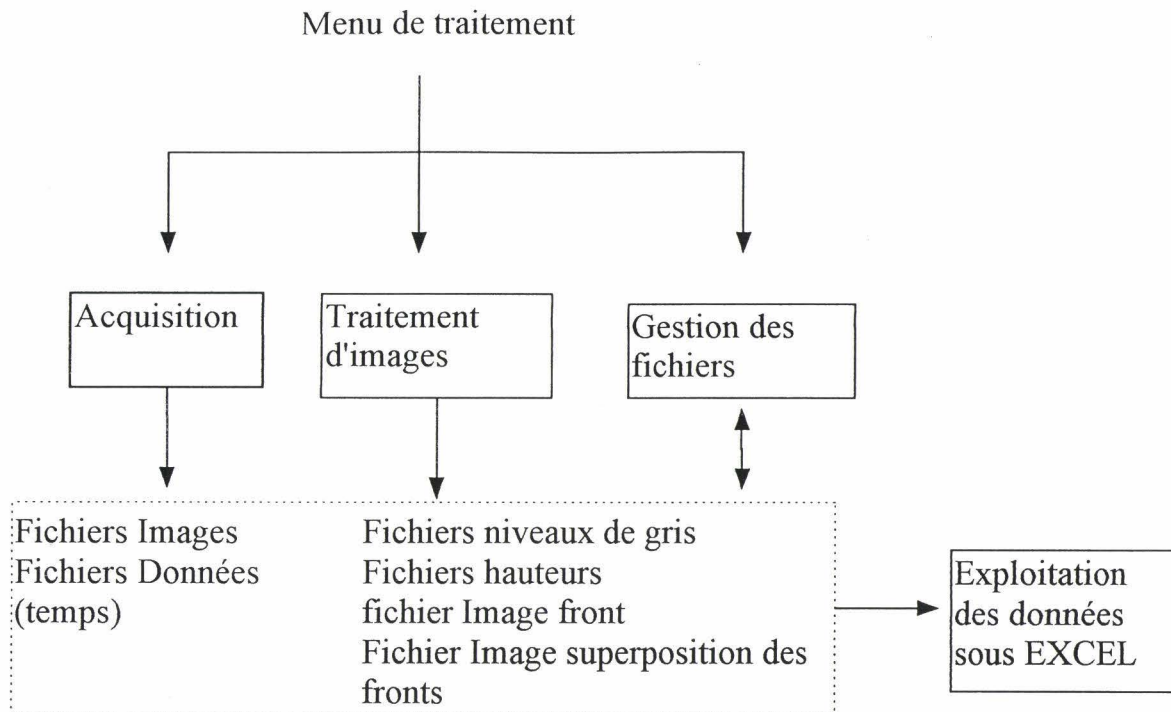 Menu de traitement
Acquisition
Traitement
d'images
Gestion des
fichiers
Fichiers Images
Fichiers Données
(temps)
Fichiers niveaux de gris
Fichiers hauteurs
fichier Image front
Fichier Image superposition des
fronts
Exploitation
des données
sous EXCEL